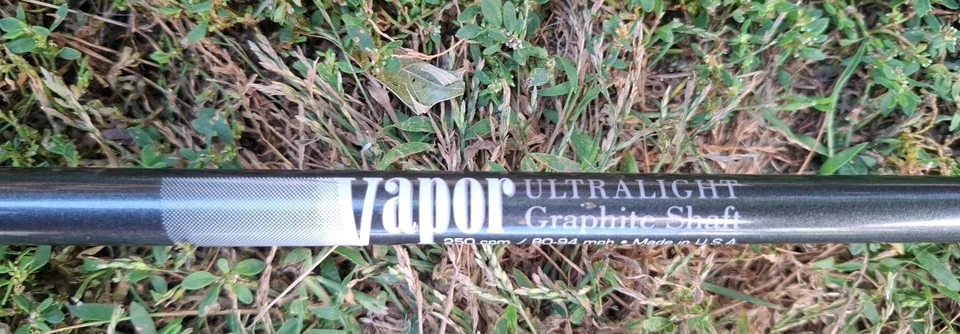 Vapor
ULTRALIGHT
Graphite Shaft
250 cpm / 80-94 mph • Made in U.S.A